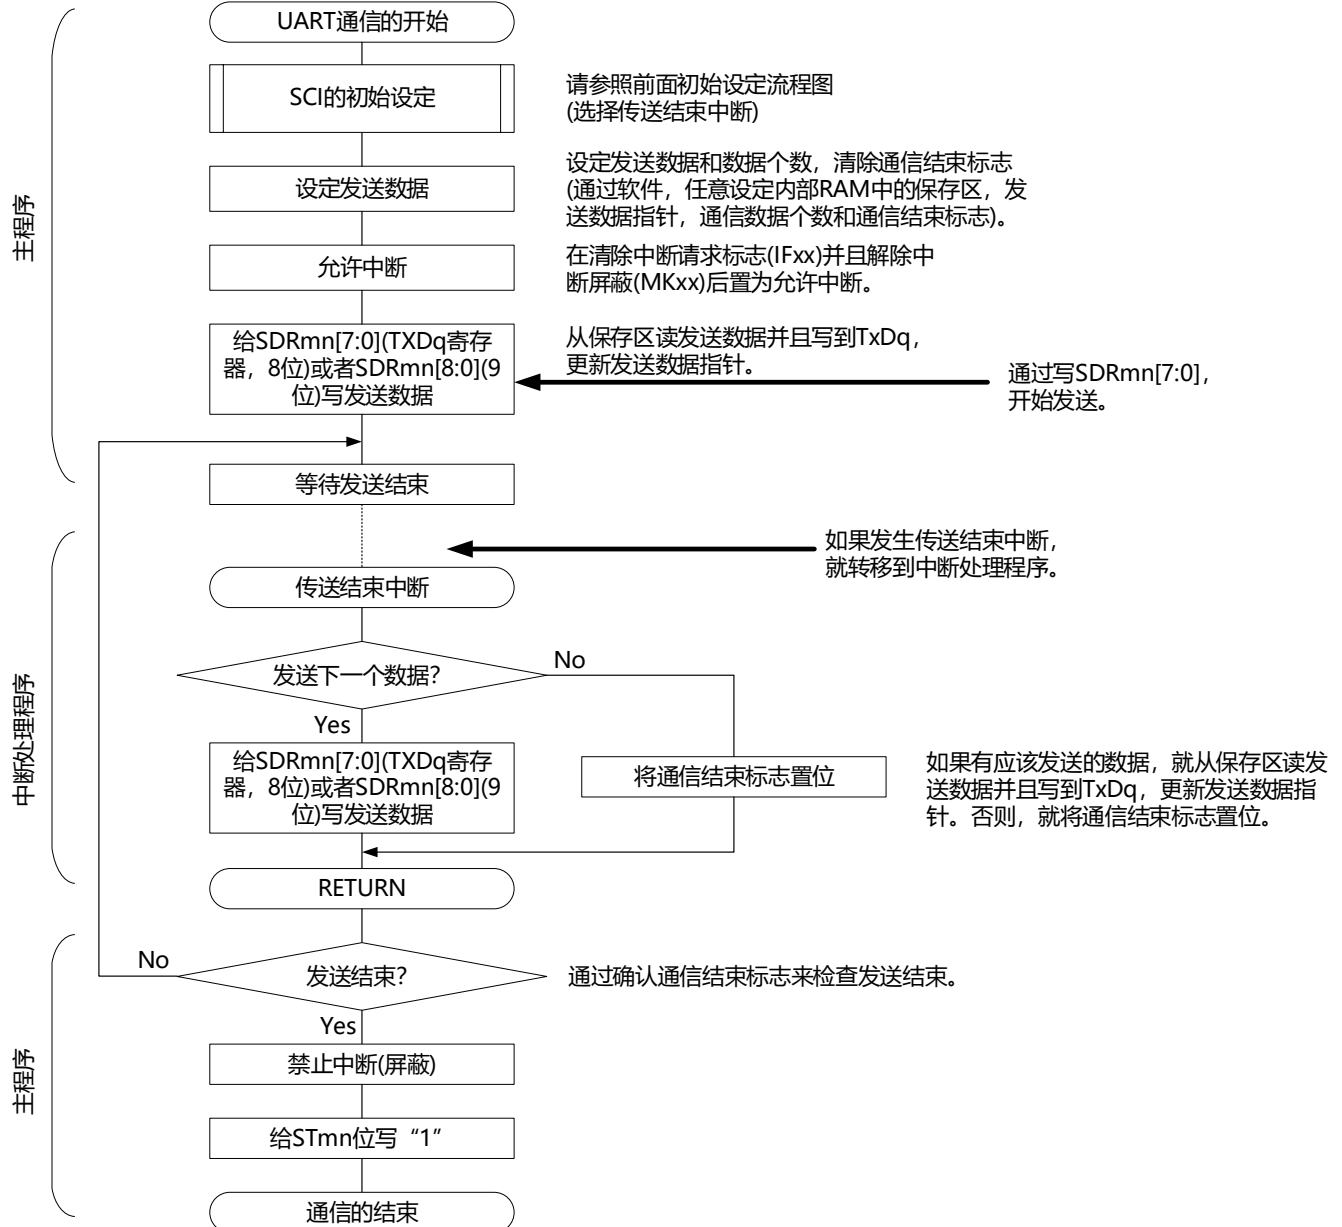 UART通信的开始
SCI的初始设定
请参照前面初始设定流程图
(选择传送结束中断)
主程序
设定发送数据
设定发送数据和数据个数，清除通信结束标志
(通过软件，任意设定内部RAM中的保存区，发
送数据指针，通信数据个数和通信结束标志)。
允许中断
在清除中断请求标志(IFxx)并且解除中
断屏蔽(MKxx)后置为允许中断。
给SDRmn[7:0](TXDq寄存
器，8位)或者SDRmn[8:0](9
位)写发送数据
从保存区读发送数据并且写到TxDq，
更新发送数据指针。
通过写SDRmn[7:0]，
开始发送。
等待发送结束
如果发生传送结束中断，
就转移到中断处理程序。
传送结束中断
中断处理程序
发送下一个数据?
No
Yes
给SDRmn[7:0](TXDq寄存
器，8位)或者SDRmn[8:0](9
位)写发送数据
将通信结束标志置位
如果有应该发送的数据，就从保存区读发
送数据并且写到TxDq，更新发送数据指
针。否则，就将通信结束标志置位。
RETURN
主程序
No
发送结束?
通过确认通信结束标志来检查发送结束。
Yes
禁止中断(屏蔽)
给STmn位写“1”
通信的结束